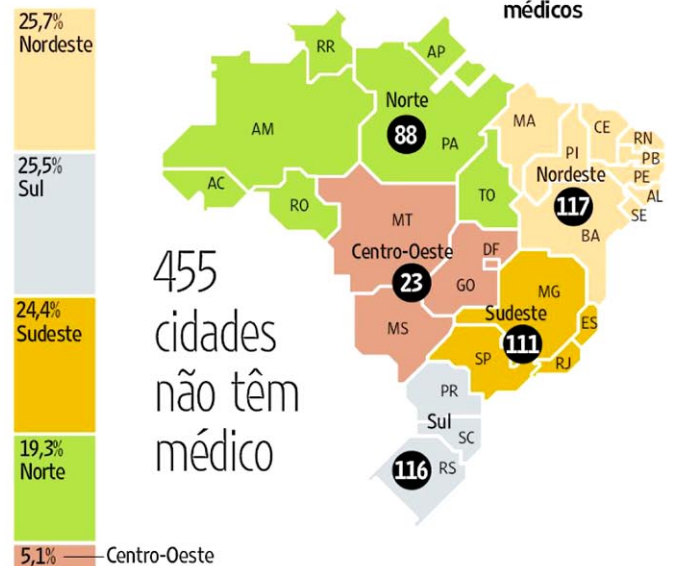 médicos
25,7%
Nordeste
25,5%
Sul
24,4%
Sudeste
19,3%
Norte
5,1%
Centro-Oeste
455
cidades
não têm
médico
RR
AP
Norte
88
AM
PA
AC
RO
TO
MA
CE
RN
PI
PB
Nordeste
PE
117
AL
SE
BA
MT
Centro-Oeste
DF
23
GO
MS
MG
Sudeste
ES
111
SP
RJ
PR
Sul
SC
116
RS